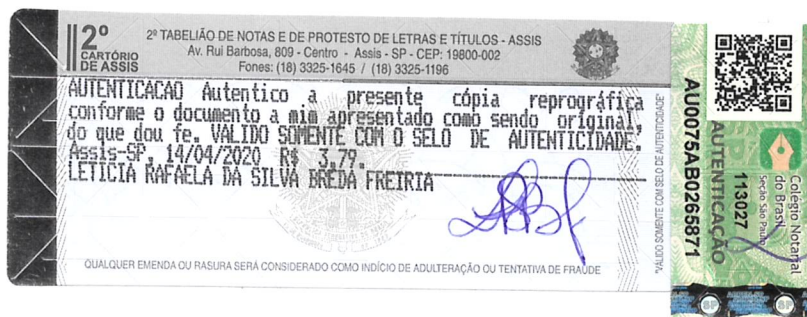 2º
CARTÓRIO
DE ASSIS
2º TABELIÃO DE NOTAS E DE PROTESTO DE LETRAS E TÍTULOS - ASSIS
Av. Rui Barbosa, 809 - Centro - Assis - SP - CEP: 19800-002
Fones: (18) 3325-1645 / (18) 3325-1196
AUTENTICACAO Autentico a presente cópia reprográfica
conforme o documento a mim apresentado como sendo original,
do que dou fe. VALIDO SOMENTE COM O SELO DE AUTENTICIDADE.
Assis-SP, 14/04/2020 R$ 3,79.
LETICIA RAFAELA DA SILVA BREDA FREIRIA
QUALQUER EMENDA OU RASURA SERÁ CONSIDERADO COMO INDÍCIO DE ADULTERAÇÃO OU TENTATIVA DE FRAUDE
"VÁLIDO SOMENTE COM SELO DE AUTENTICIDADE"
Colégio Notarial
do Brasil
Seção São Paulo
113027
AUTENTICAÇÃO
AU0075AB0265871
SP
SP